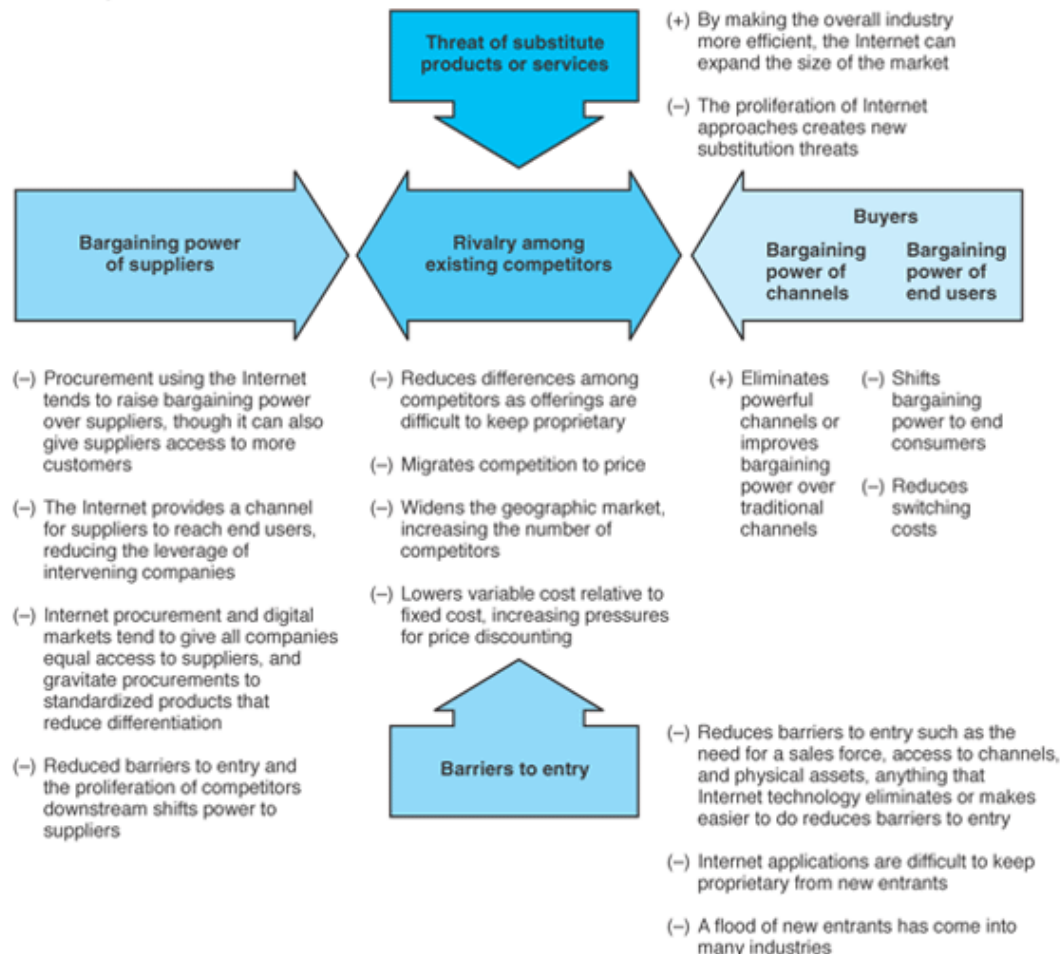 Threat of substitute
products or services
(+) By making the overall industry
more efficient, the Internet can
expand the size of the market
(–) The proliferation of Internet
approaches creates new
substitution threats
Bargaining power
of suppliers
Rivalry among
existing competitors
Buyers
Bargaining
power of
channels
Bargaining
power of
end users
(–) Procurement using the Internet
tends to raise bargaining power
over suppliers, though it can also
give suppliers access to more
customers
(–) The Internet provides a channel
for suppliers to reach end users,
reducing the leverage of
intervening companies
(–) Internet procurement and digital
markets tend to give all companies
equal access to suppliers, and
gravitate procurements to
standardized products that
reduce differentiation
(–) Reduced barriers to entry and
the proliferation of competitors
downstream shifts power to
suppliers
(–) Reduces differences among
competitors as offerings are
difficult to keep proprietary
(–) Migrates competition to price
(–) Widens the geographic market,
increasing the number of
competitors
(–) Lowers variable cost relative to
fixed cost, increasing pressures
for price discounting
(+) Eliminates
powerful
channels or
improves
bargaining
power over
traditional
channels
(–) Shifts
bargaining
power to end
consumers
(–) Reduces
switching
costs
Barriers to entry
(–) Reduces barriers to entry such as the
need for a sales force, access to channels,
and physical assets, anything that
Internet technology eliminates or makes
easier to do reduces barriers to entry
(–) Internet applications are difficult to keep
proprietary from new entrants
(–) A flood of new entrants has come into
many industries